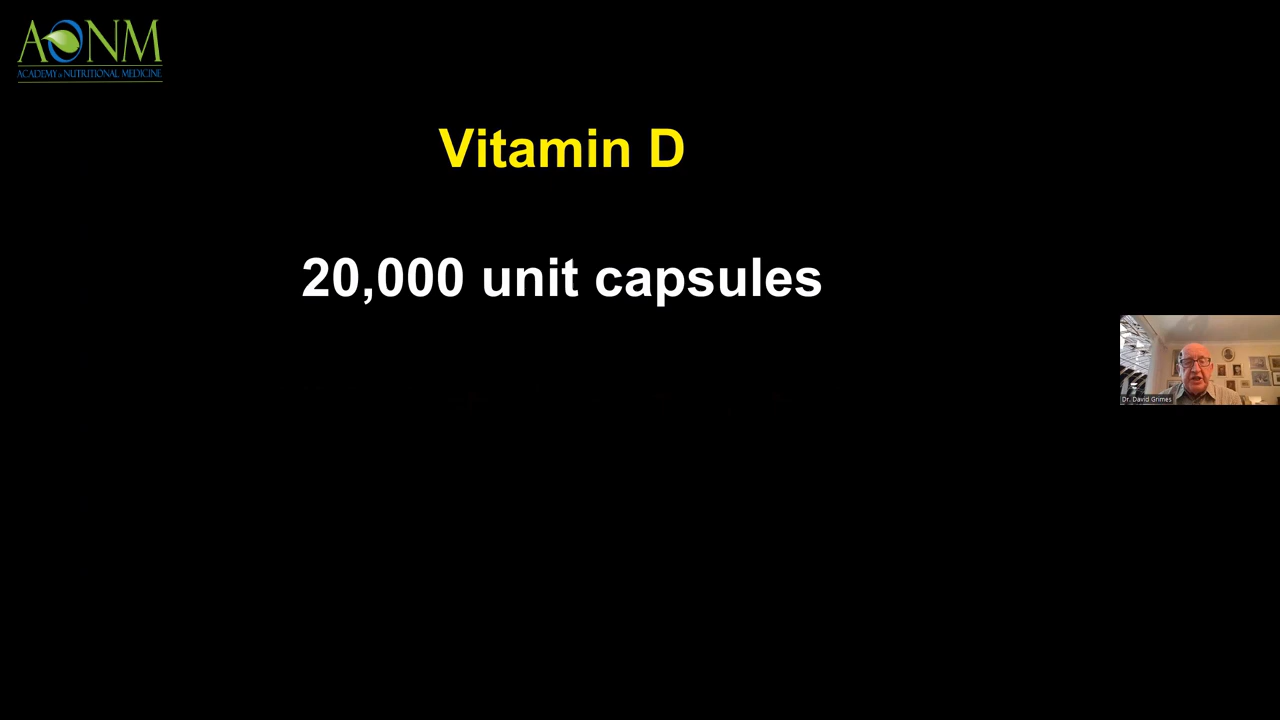 AONM
ACADEMY of NUTRITIONAL MEDICINE
Vitamin D
20,000 unit capsules
Dr. David Grimes